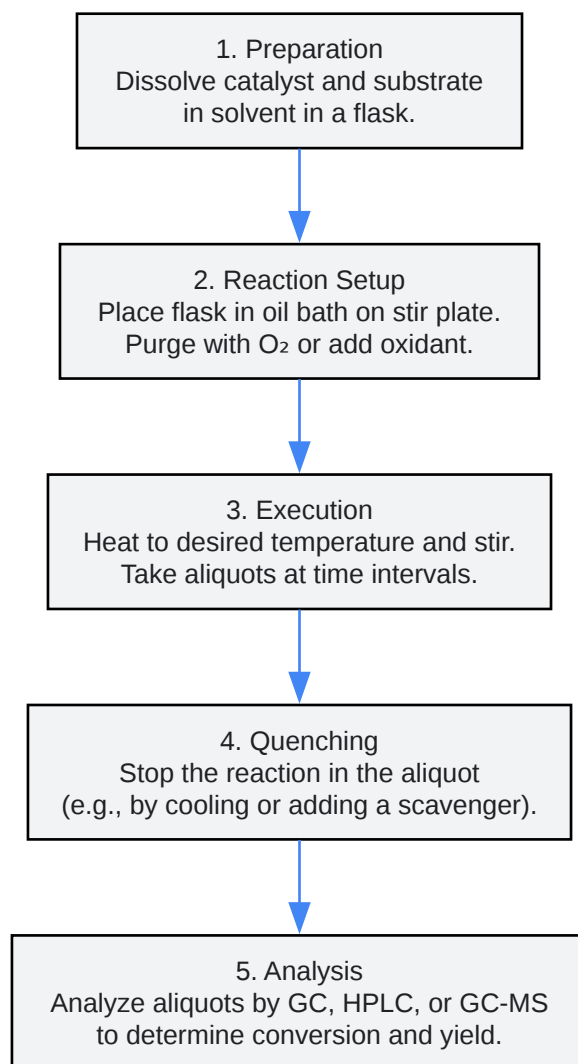 1. Preparation
Dissolve catalyst and substrate
in solvent in a flask.
2. Reaction Setup
Place flask in oil bath on stir plate.
Purge with O₂ or add oxidant.
3. Execution
Heat to desired temperature and stir.
Take aliquots at time intervals.
4. Quenching
Stop the reaction in the aliquot
(e.g., by cooling or adding a scavenger).
5. Analysis
Analyze aliquots by GC, HPLC, or GC-MS
to determine conversion and yield.